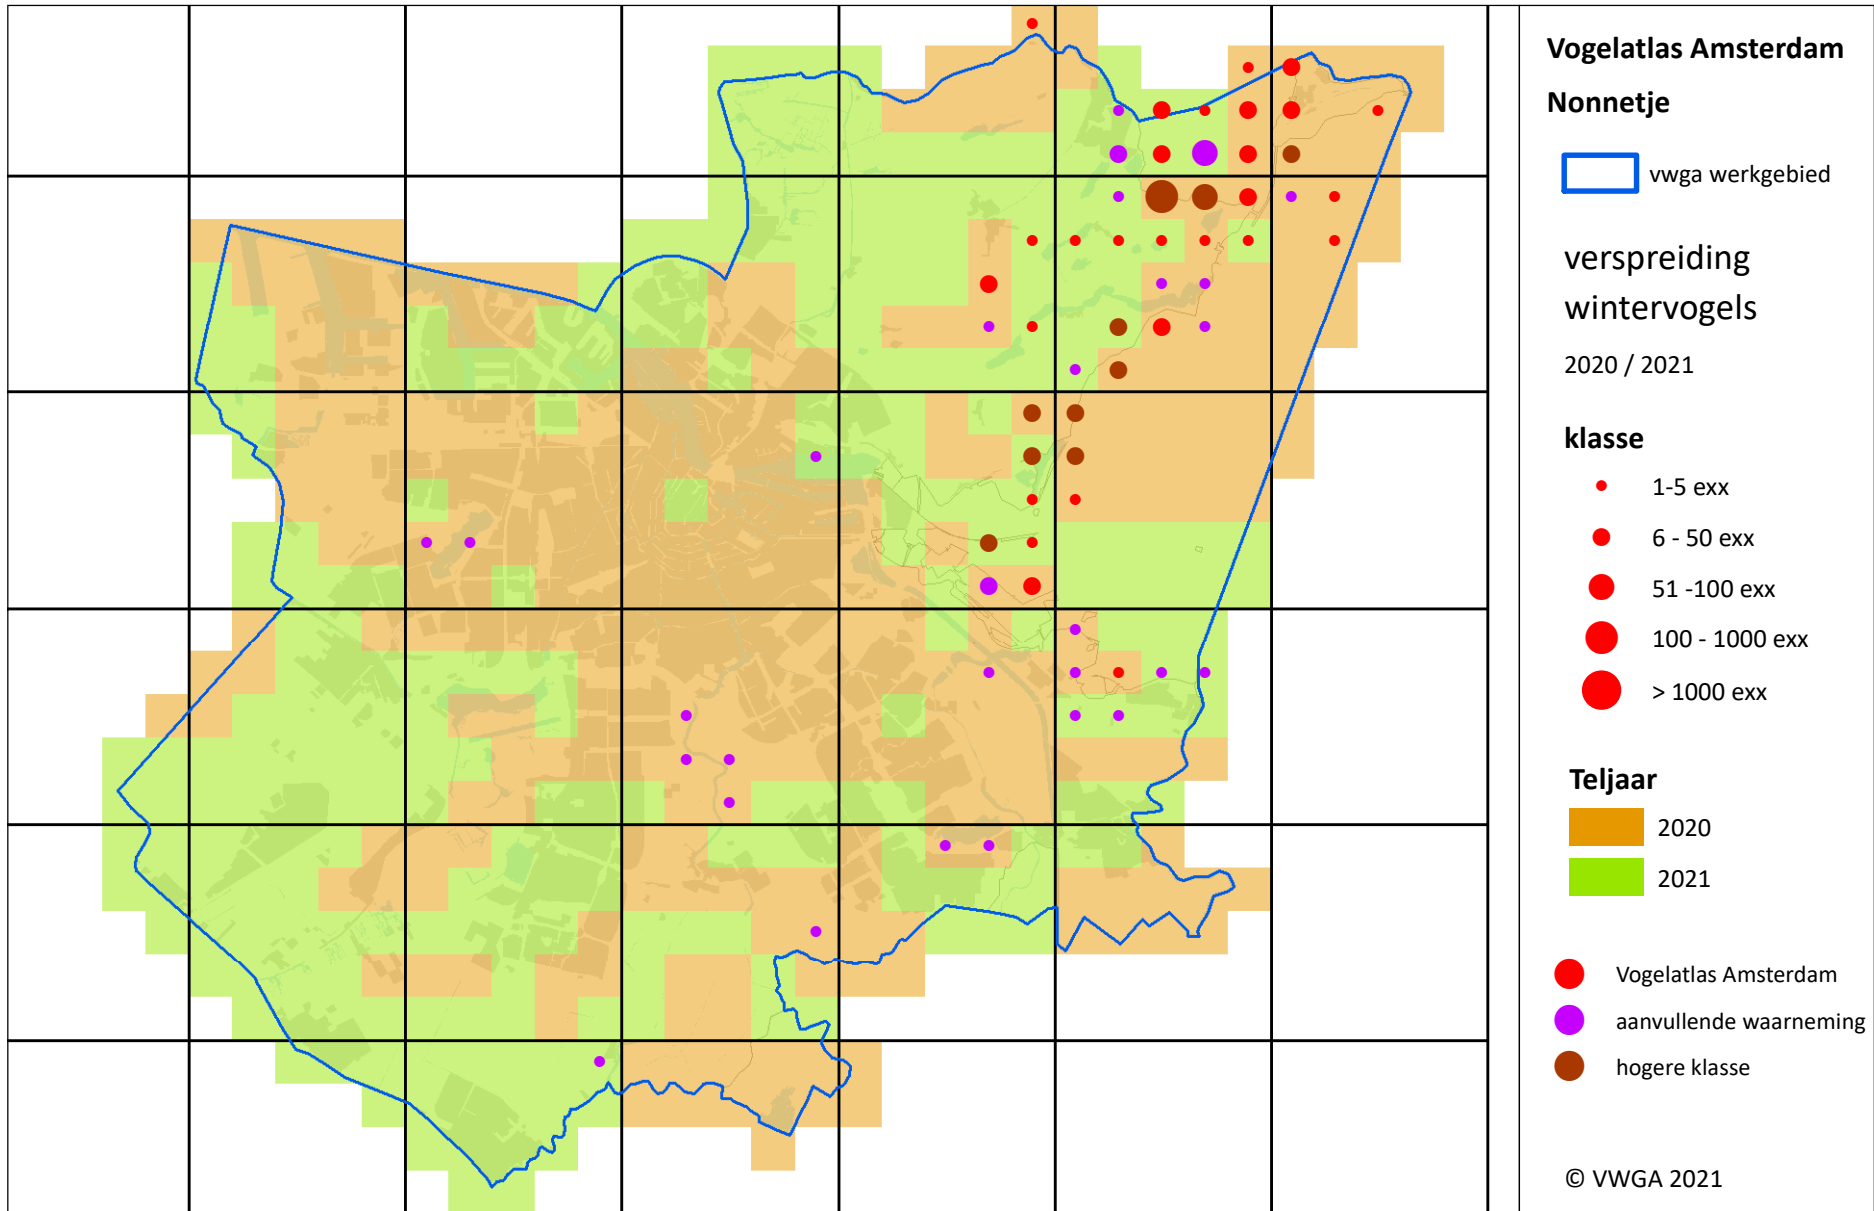 Vogelatlas Amsterdam
Nonnetje
vwga werkgebied
verspreiding
wintervogels
2020 / 2021
klasse
1-5 exx
6 - 50 exx
51 -100 exx
100 - 1000 exx
> 1000 exx
Teljaar
2020
2021
Vogelatlas Amsterdam
aanvullende waarneming
hogere klasse
© VWGA 2021